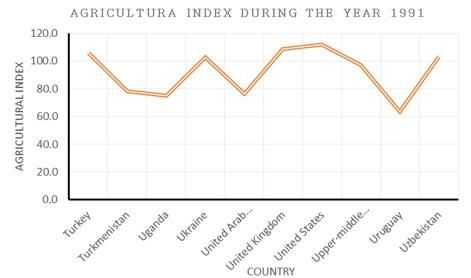 AGRICULTURA INDEX DURING THE YEAR 1991
120.0
100.0
80.0
60.0
40.0
20.0
0.0
AGRICULTURAL INDEX
Turkey
Turkmenistan
Uganda
Ukraine
United Arab...
United Kingdom
United States
Upper-middle...
Uruguay
Uzbekistan
COUNTRY